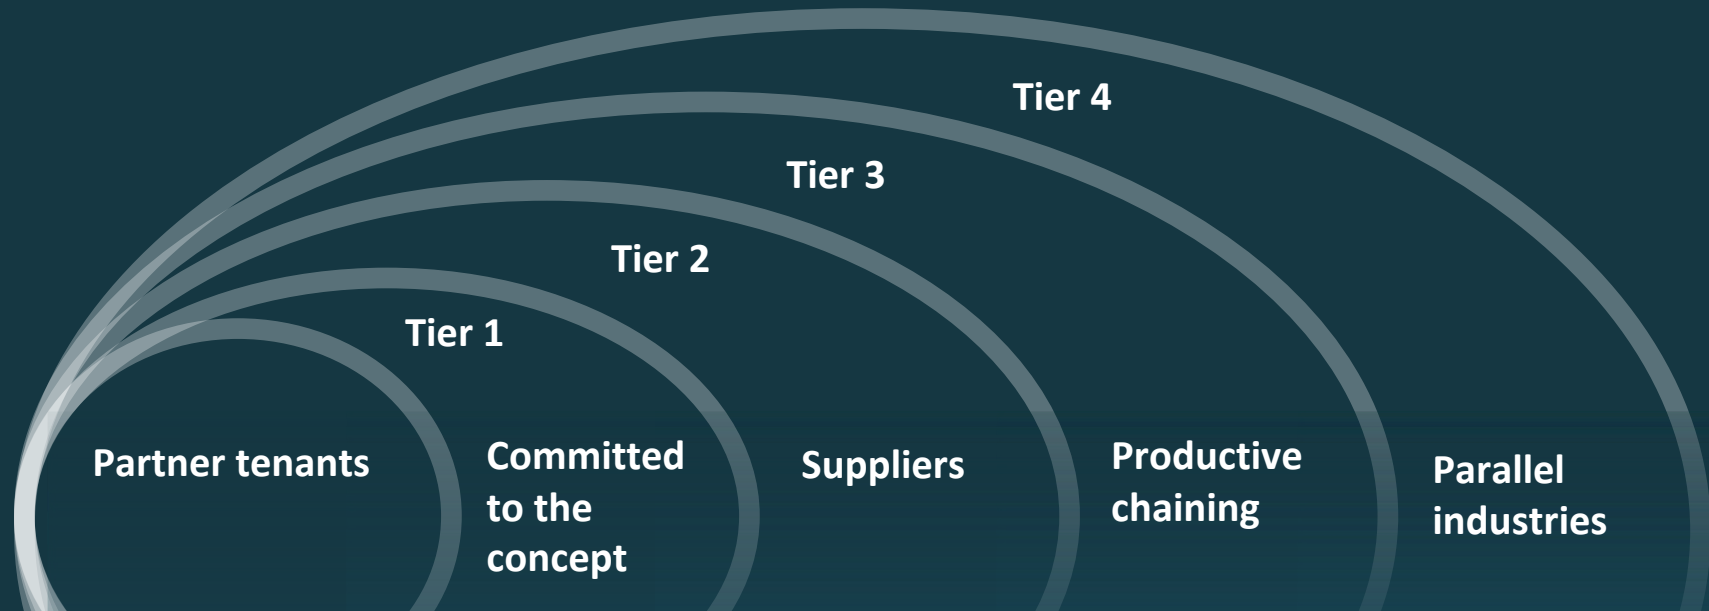 Tier 4
Tier 3
Tier 2
Tier 1
Partner tenants
Committed
to the
concept
Suppliers
Productive
chaining
Parallel
industries